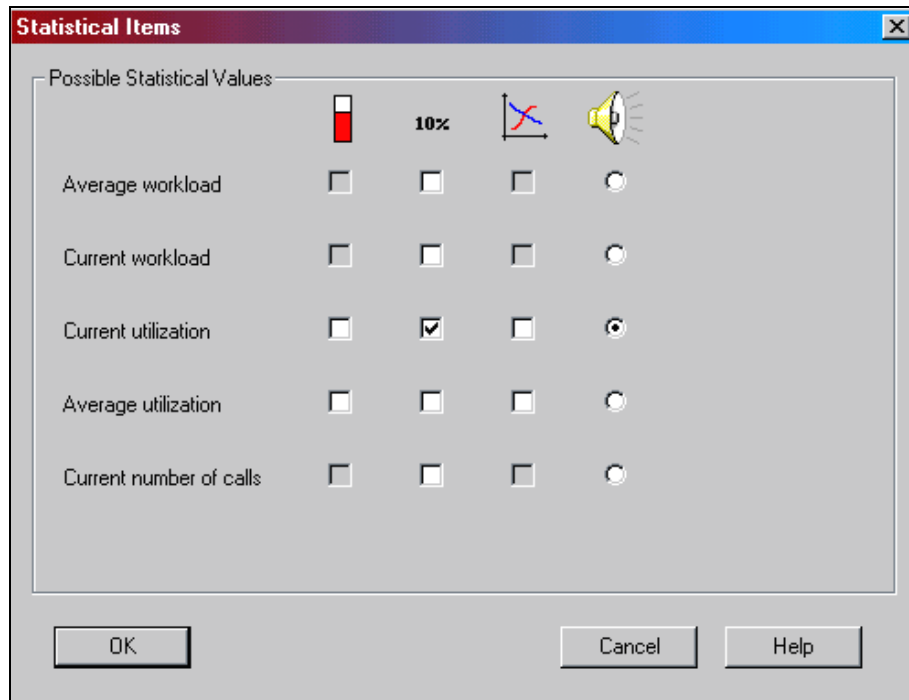 Statistical Items
Possible Statistical Values
10%
Average workload
Current workload
Current utilization
Average utilization
Current number of calls
OK
Cancel
Help